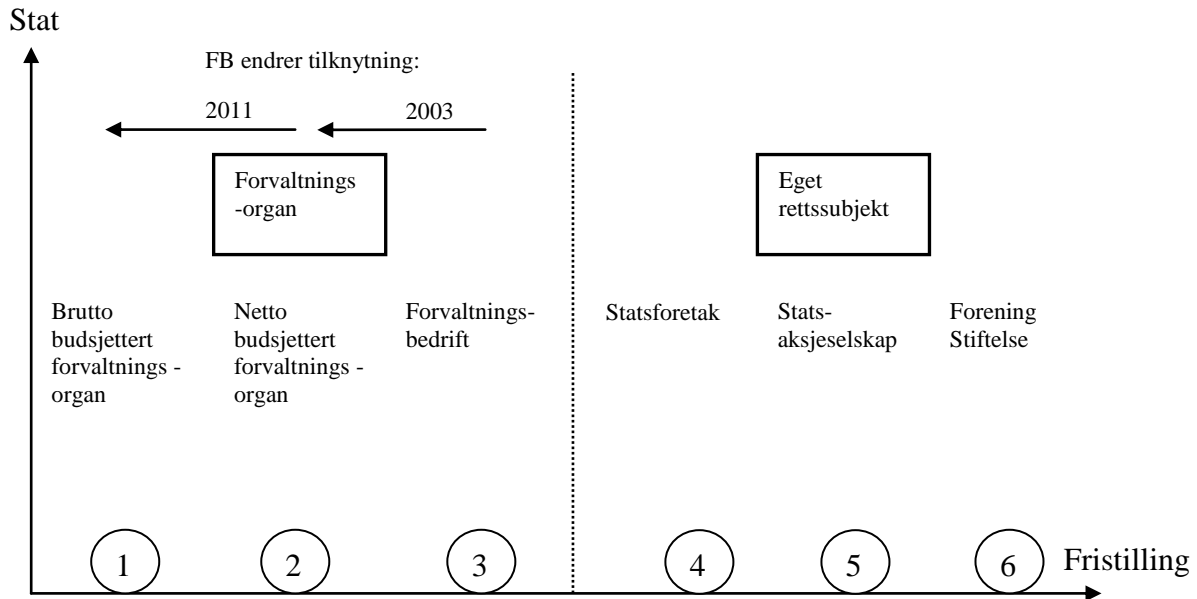 Stat
FB endrer tilknytning:
2011
2003
Forvaltnings
-organ
Eget
rettssubjekt
Brutto
budsjettert
forvaltnings -
organ
Netto
budsjettert
forvaltnings -
organ
Forvaltnings-
bedrift
Statsforetak
Stats-
aksjeselskap
Forening
Stiftelse
1
2
3
4
5
6
Fristilling